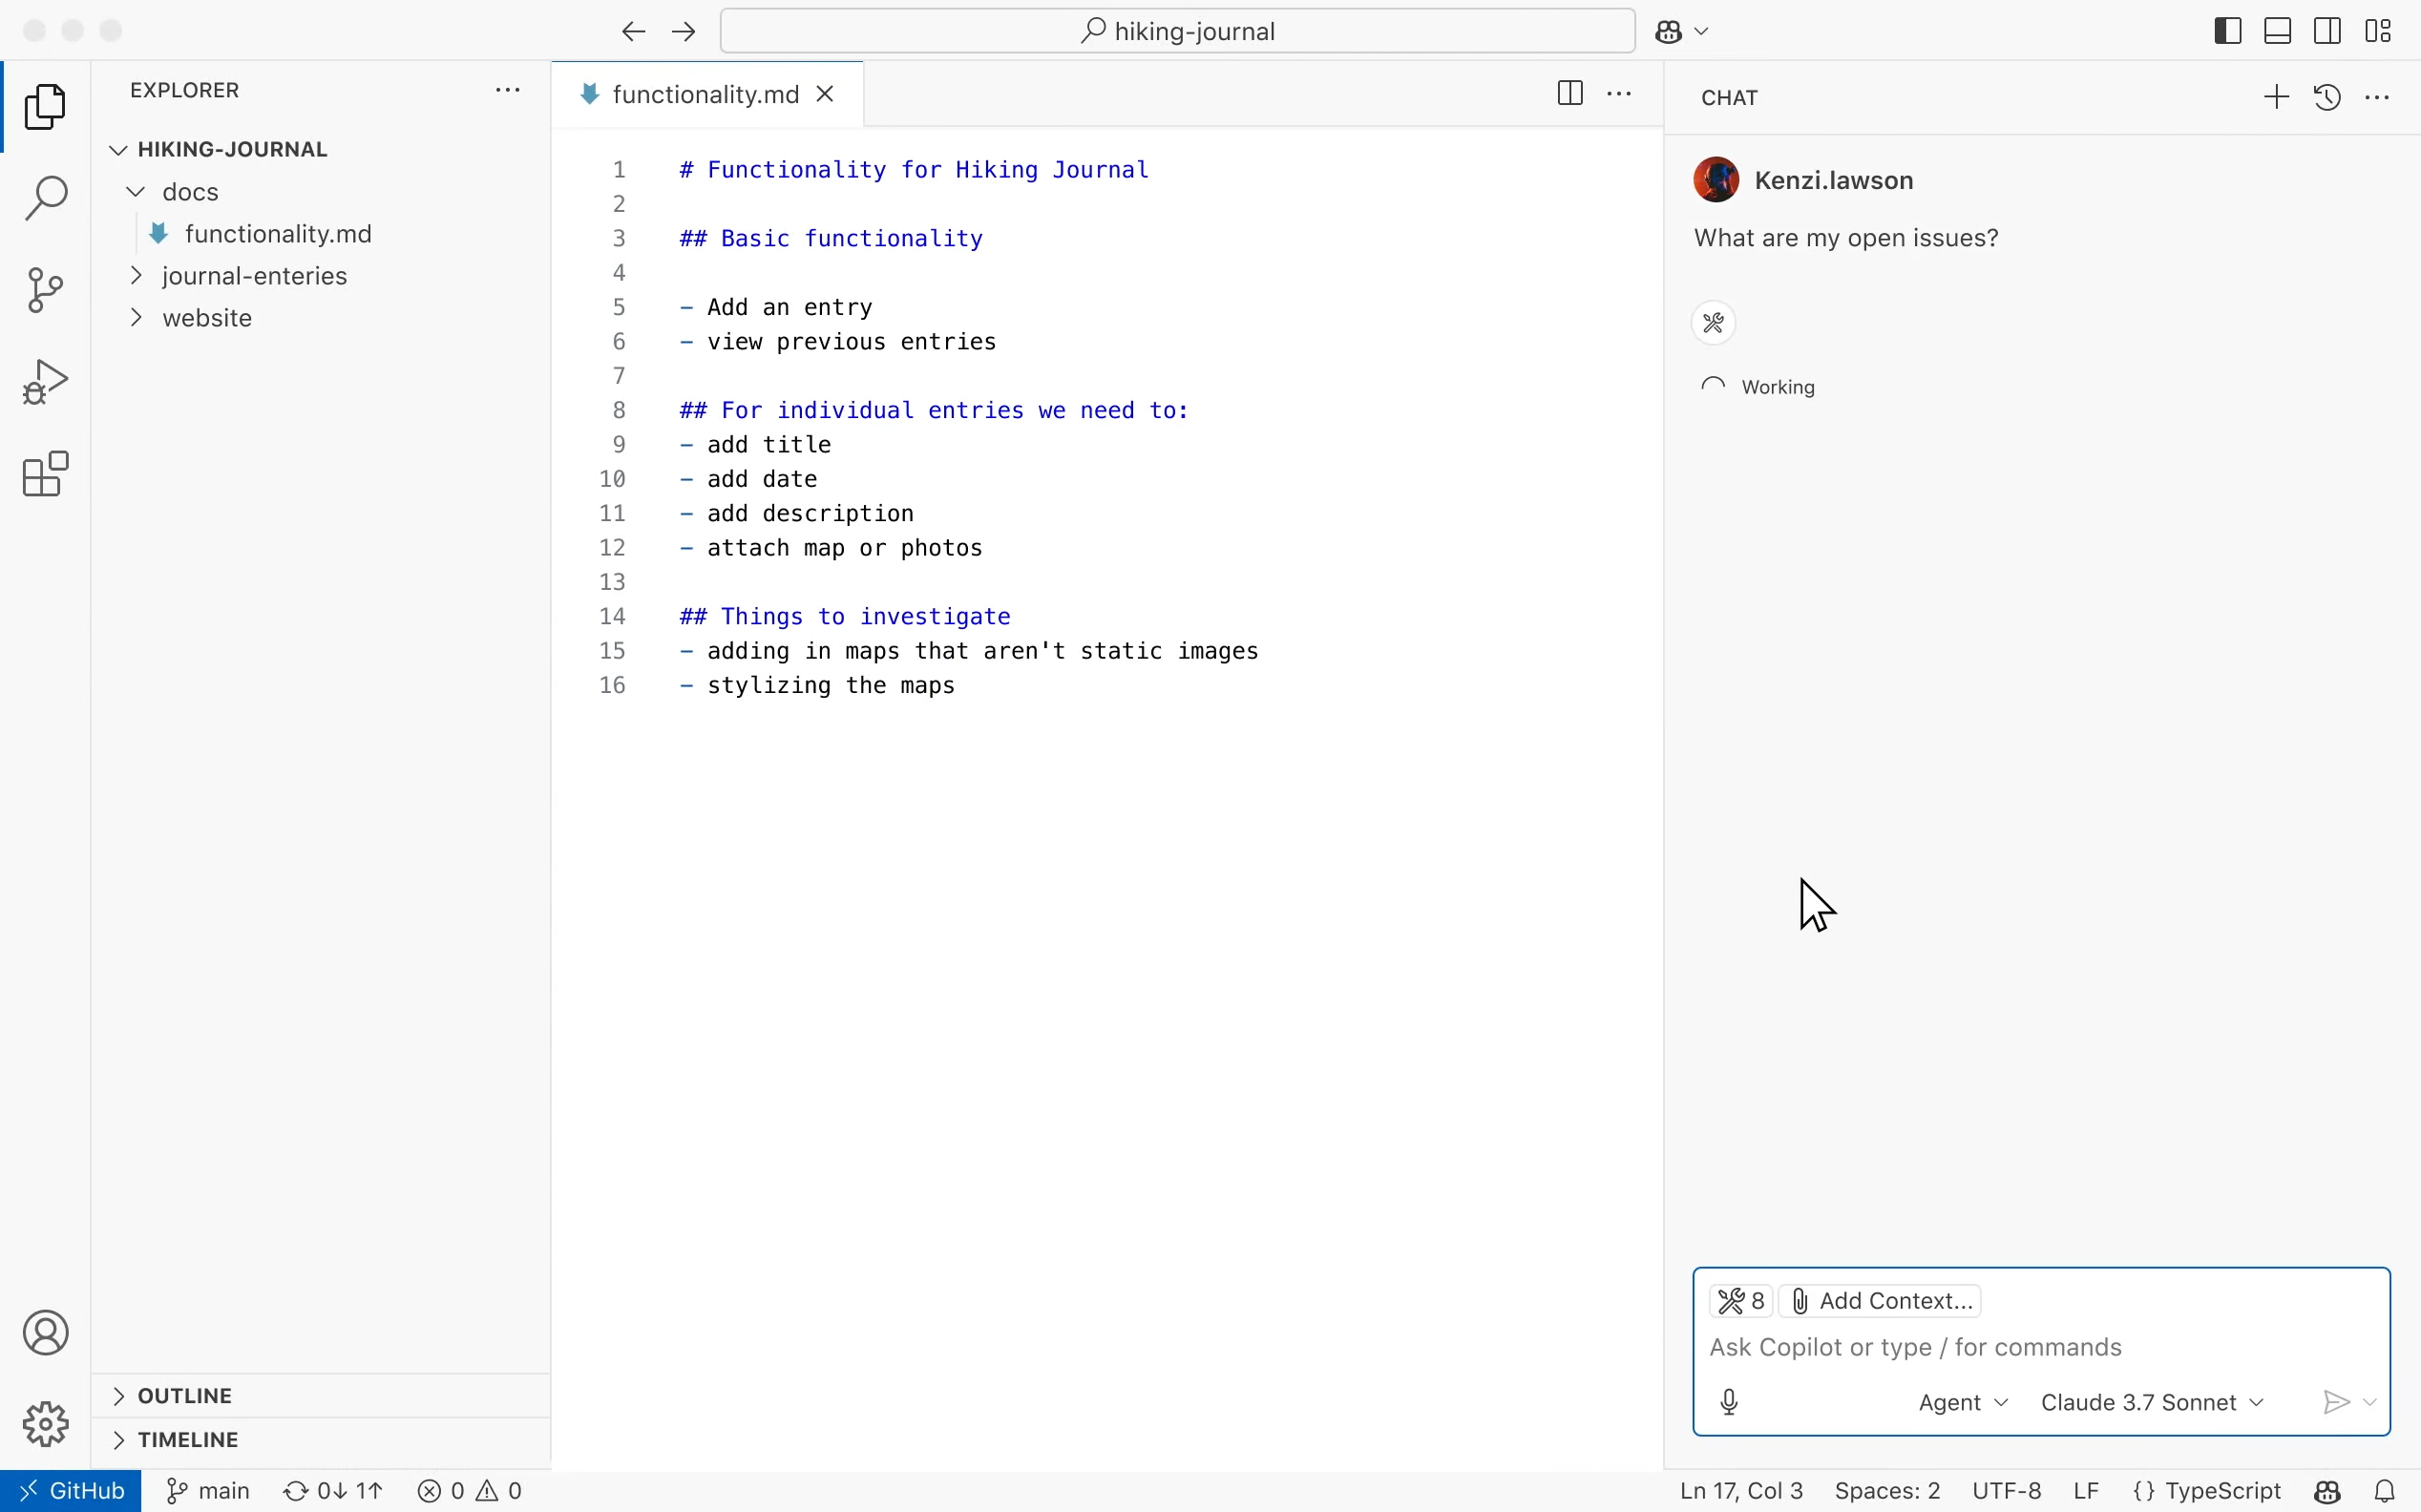 hiking-journal
EXPLORER
HIKING-JOURNAL
docs
functionality.md
journal-enteries
website
OUTLINE
TIMELINE
functionality.md
1 # Functionality for Hiking Journal
2
3 ## Basic functionality
4
5 - Add an entry
6 - view previous entries
7
8 ## For individual entries we need to:
9 - add title
10 - add date
11 - add description
12 - attach map or photos
13
14 ## Things to investigate
15 - adding in maps that aren't static images
16 - stylizing the maps
CHAT
Kenzi.lawson
What are my open issues?
Working
8 Add Context...
Ask Copilot or type / for commands
Agent Claude 3.7 Sonnet
GitHub main 0↓ 1↑ 0 0 Ln 17, Col 3 Spaces: 2 UTF-8 LF {} TypeScript